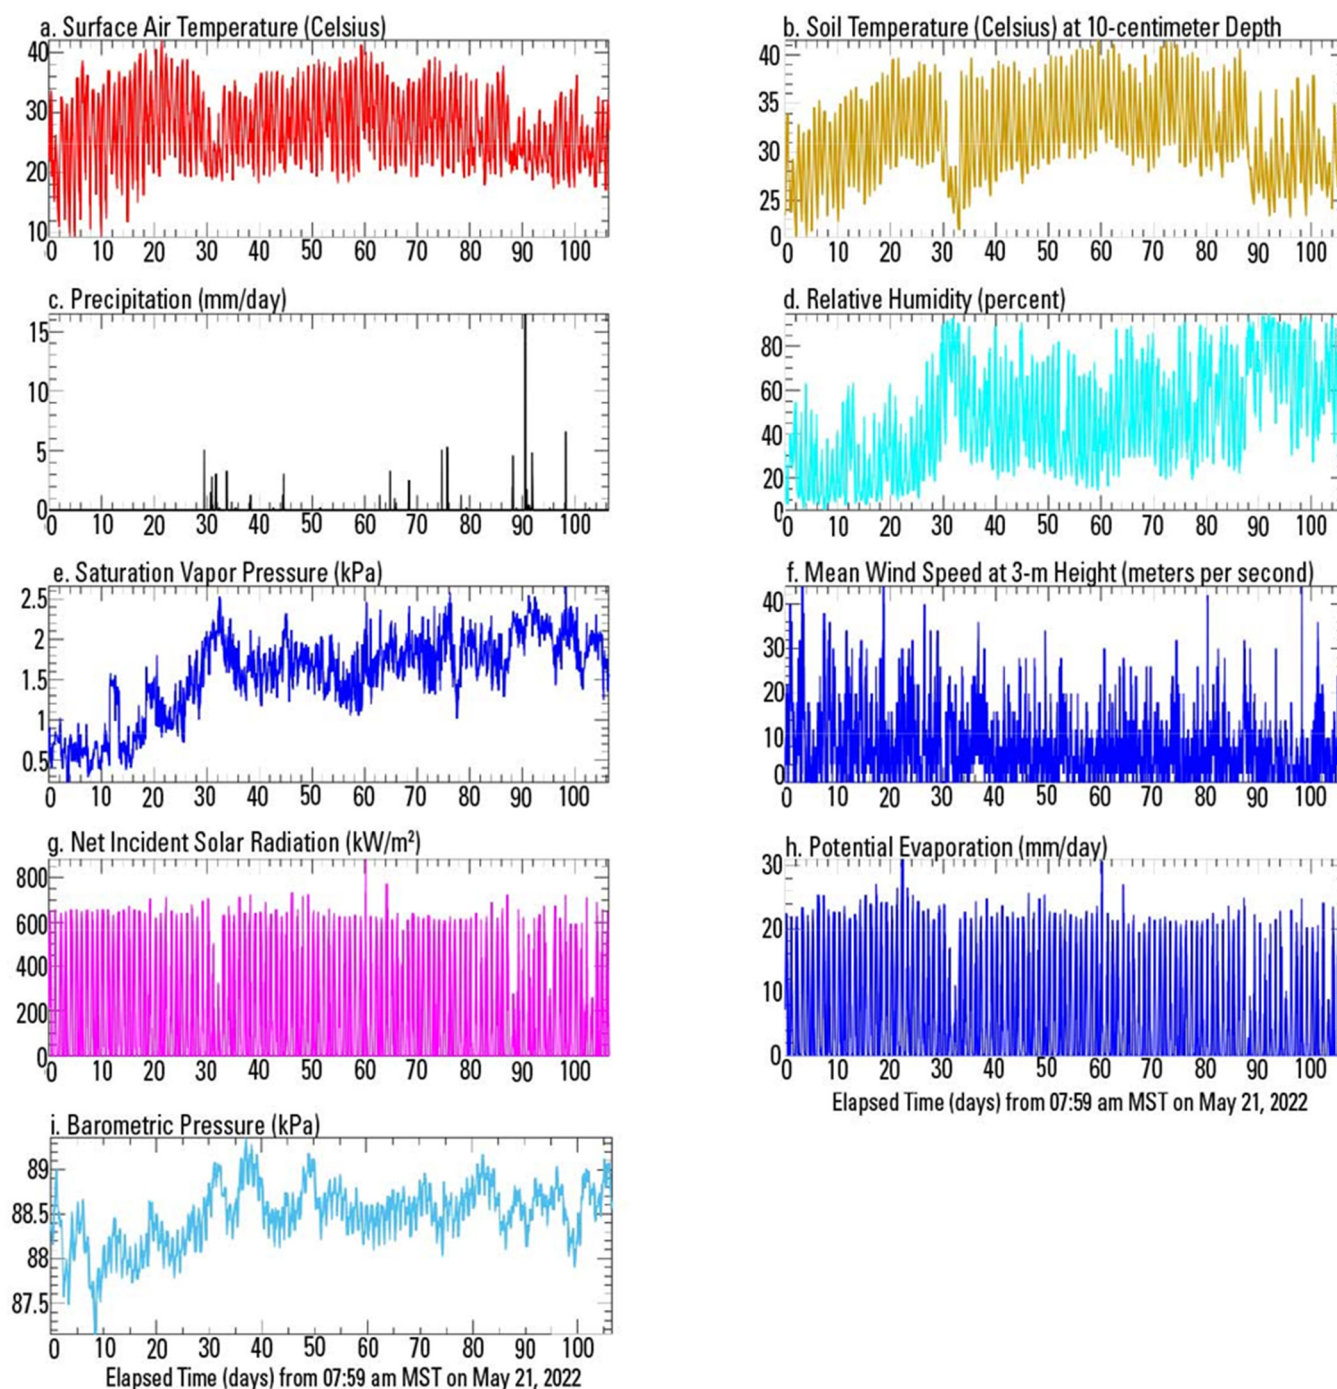 a. Surface Air Temperature (Celsius)
40
30
20
10
0 10 20 30 40 50 60 70 80 90 100
b. Soil Temperature (Celsius) at 10-centimeter Depth
40
35
30
25
0
0 10 20 30 40 50 60 70 80 90 100
c. Precipitation (mm/day)
15
10
5
0
0 10 20 30 40 50 60 70 80 90 100
d. Relative Humidity (percent)
80
60
40
20
0
0 10 20 30 40 50 60 70 80 90 100
e. Saturation Vapor Pressure (kPa)
2.5
2
1.5
1
0.5
0 10 20 30 40 50 60 70 80 90 100
f. Mean Wind Speed at 3-m Height (meters per second)
40
30
20
10
0
0 10 20 30 40 50 60 70 80 90 100
g. Net Incident Solar Radiation (kW/m²)
800
600
400
200
0
0 10 20 30 40 50 60 70 80 90 100
h. Potential Evaporation (mm/day)
30
20
10
0
0 10 20 30 40 50 60 70 80 90 100
Elapsed Time (days) from 07:59 am MST on May 21, 2022
i. Barometric Pressure (kPa)
89
88.5
88
87.5
0 10 20 30 40 50 60 70 80 90 100
Elapsed Time (days) from 07:59 am MST on May 21, 2022